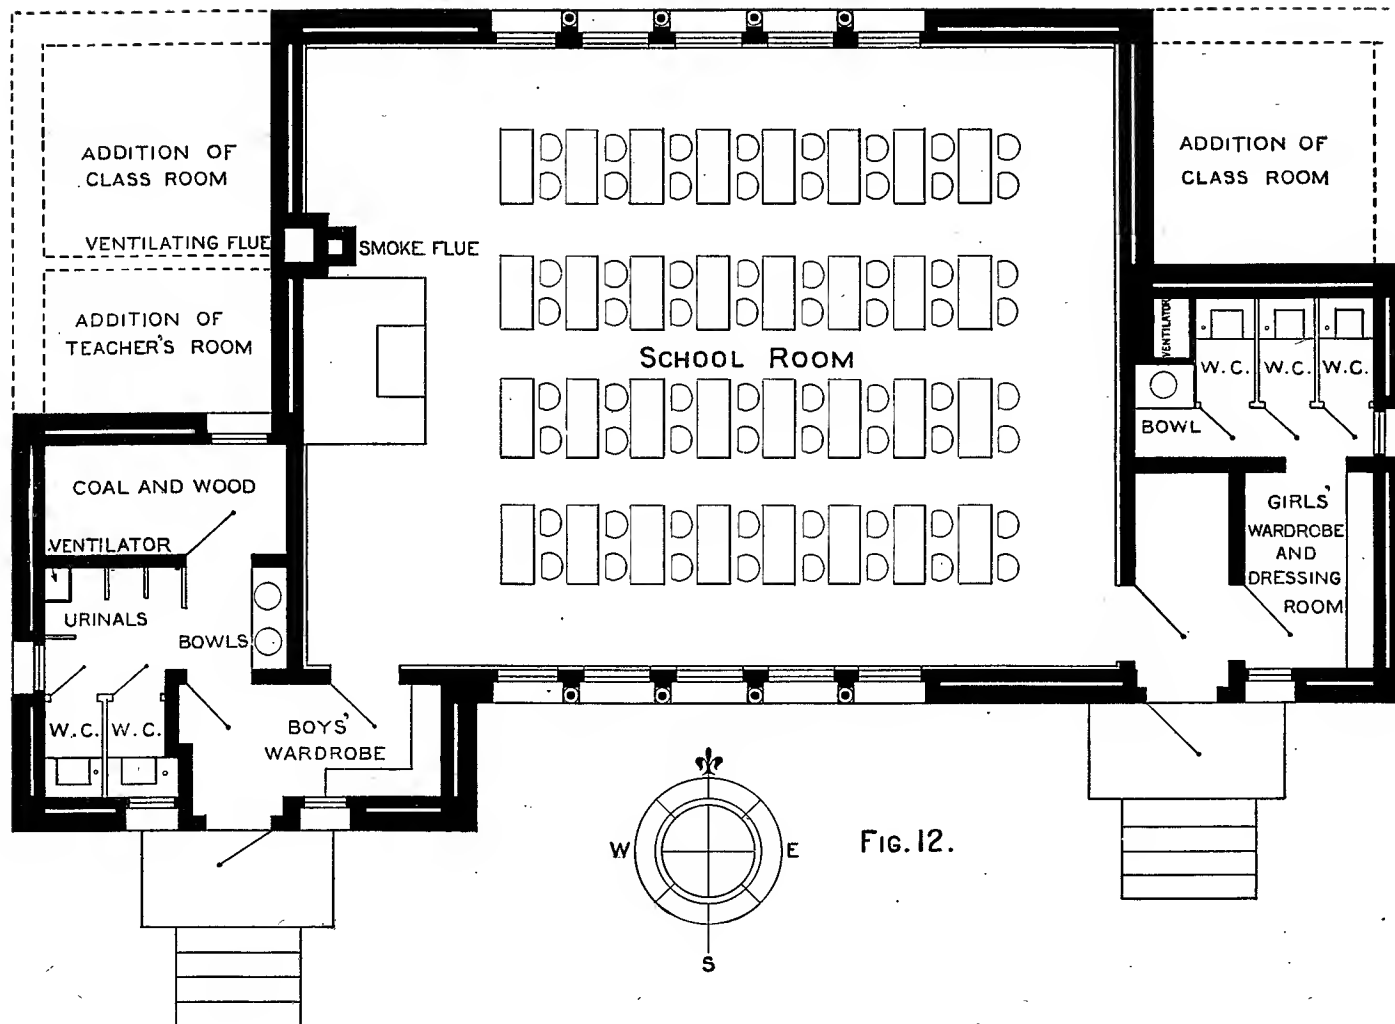 ADDITION OF
CLASS ROOM
VENTILATING FLUE
SMOKE FLUE
ADDITION OF
TEACHER'S ROOM
ADDITION OF
CLASS ROOM
SCHOOL ROOM
VENTILATOR
W.C.
W.C.
W.C.
BOWL
COAL AND WOOD
VENTILATOR
URINALS
BOWLS
GIRLS'
WARDROBE
AND
DRESSING
ROOM
W.C.
W.C.
BOYS'
WARDROBE
W
E
S
FIG. 12.